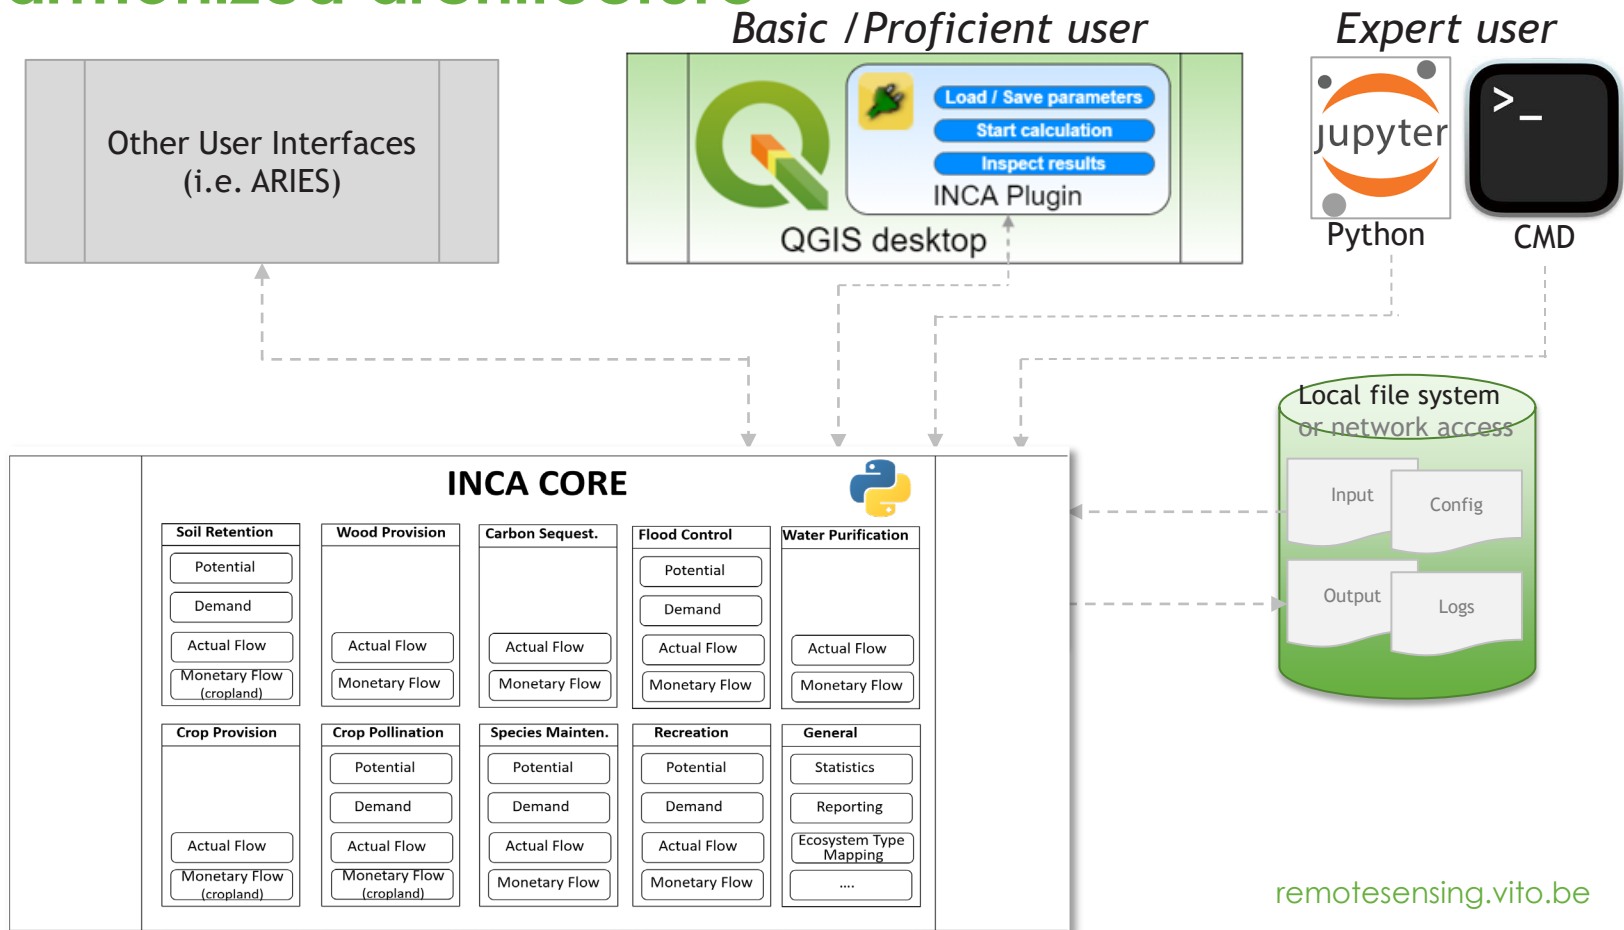 armonized architecture
Basic /Proficient user
Expert user
Other User Interfaces
(i.e. ARIES)
Load / Save parameters
Start calculation
Inspect results
INCA Plugin
QGIS desktop
jupyter
>_
Python
CMD
Local file system
or network access
Input
Config
Output
Logs
INCA CORE
Soil Retention
Potential
Demand
Actual Flow
Monetary Flow
(cropland)
Wood Provision
Actual Flow
Monetary Flow
Carbon Sequest.
Actual Flow
Monetary Flow
Flood Control
Potential
Demand
Actual Flow
Monetary Flow
Water Purification
Actual Flow
Monetary Flow
Crop Provision
Actual Flow
Monetary Flow
(cropland)
Crop Pollination
Potential
Demand
Actual Flow
Monetary Flow
(cropland)
Species Mainten.
Potential
Demand
Actual Flow
Monetary Flow
Recreation
Potential
Demand
Actual Flow
Monetary Flow
General
Statistics
Reporting
Ecosystem Type
Mapping
....
remotesensing.vito.be